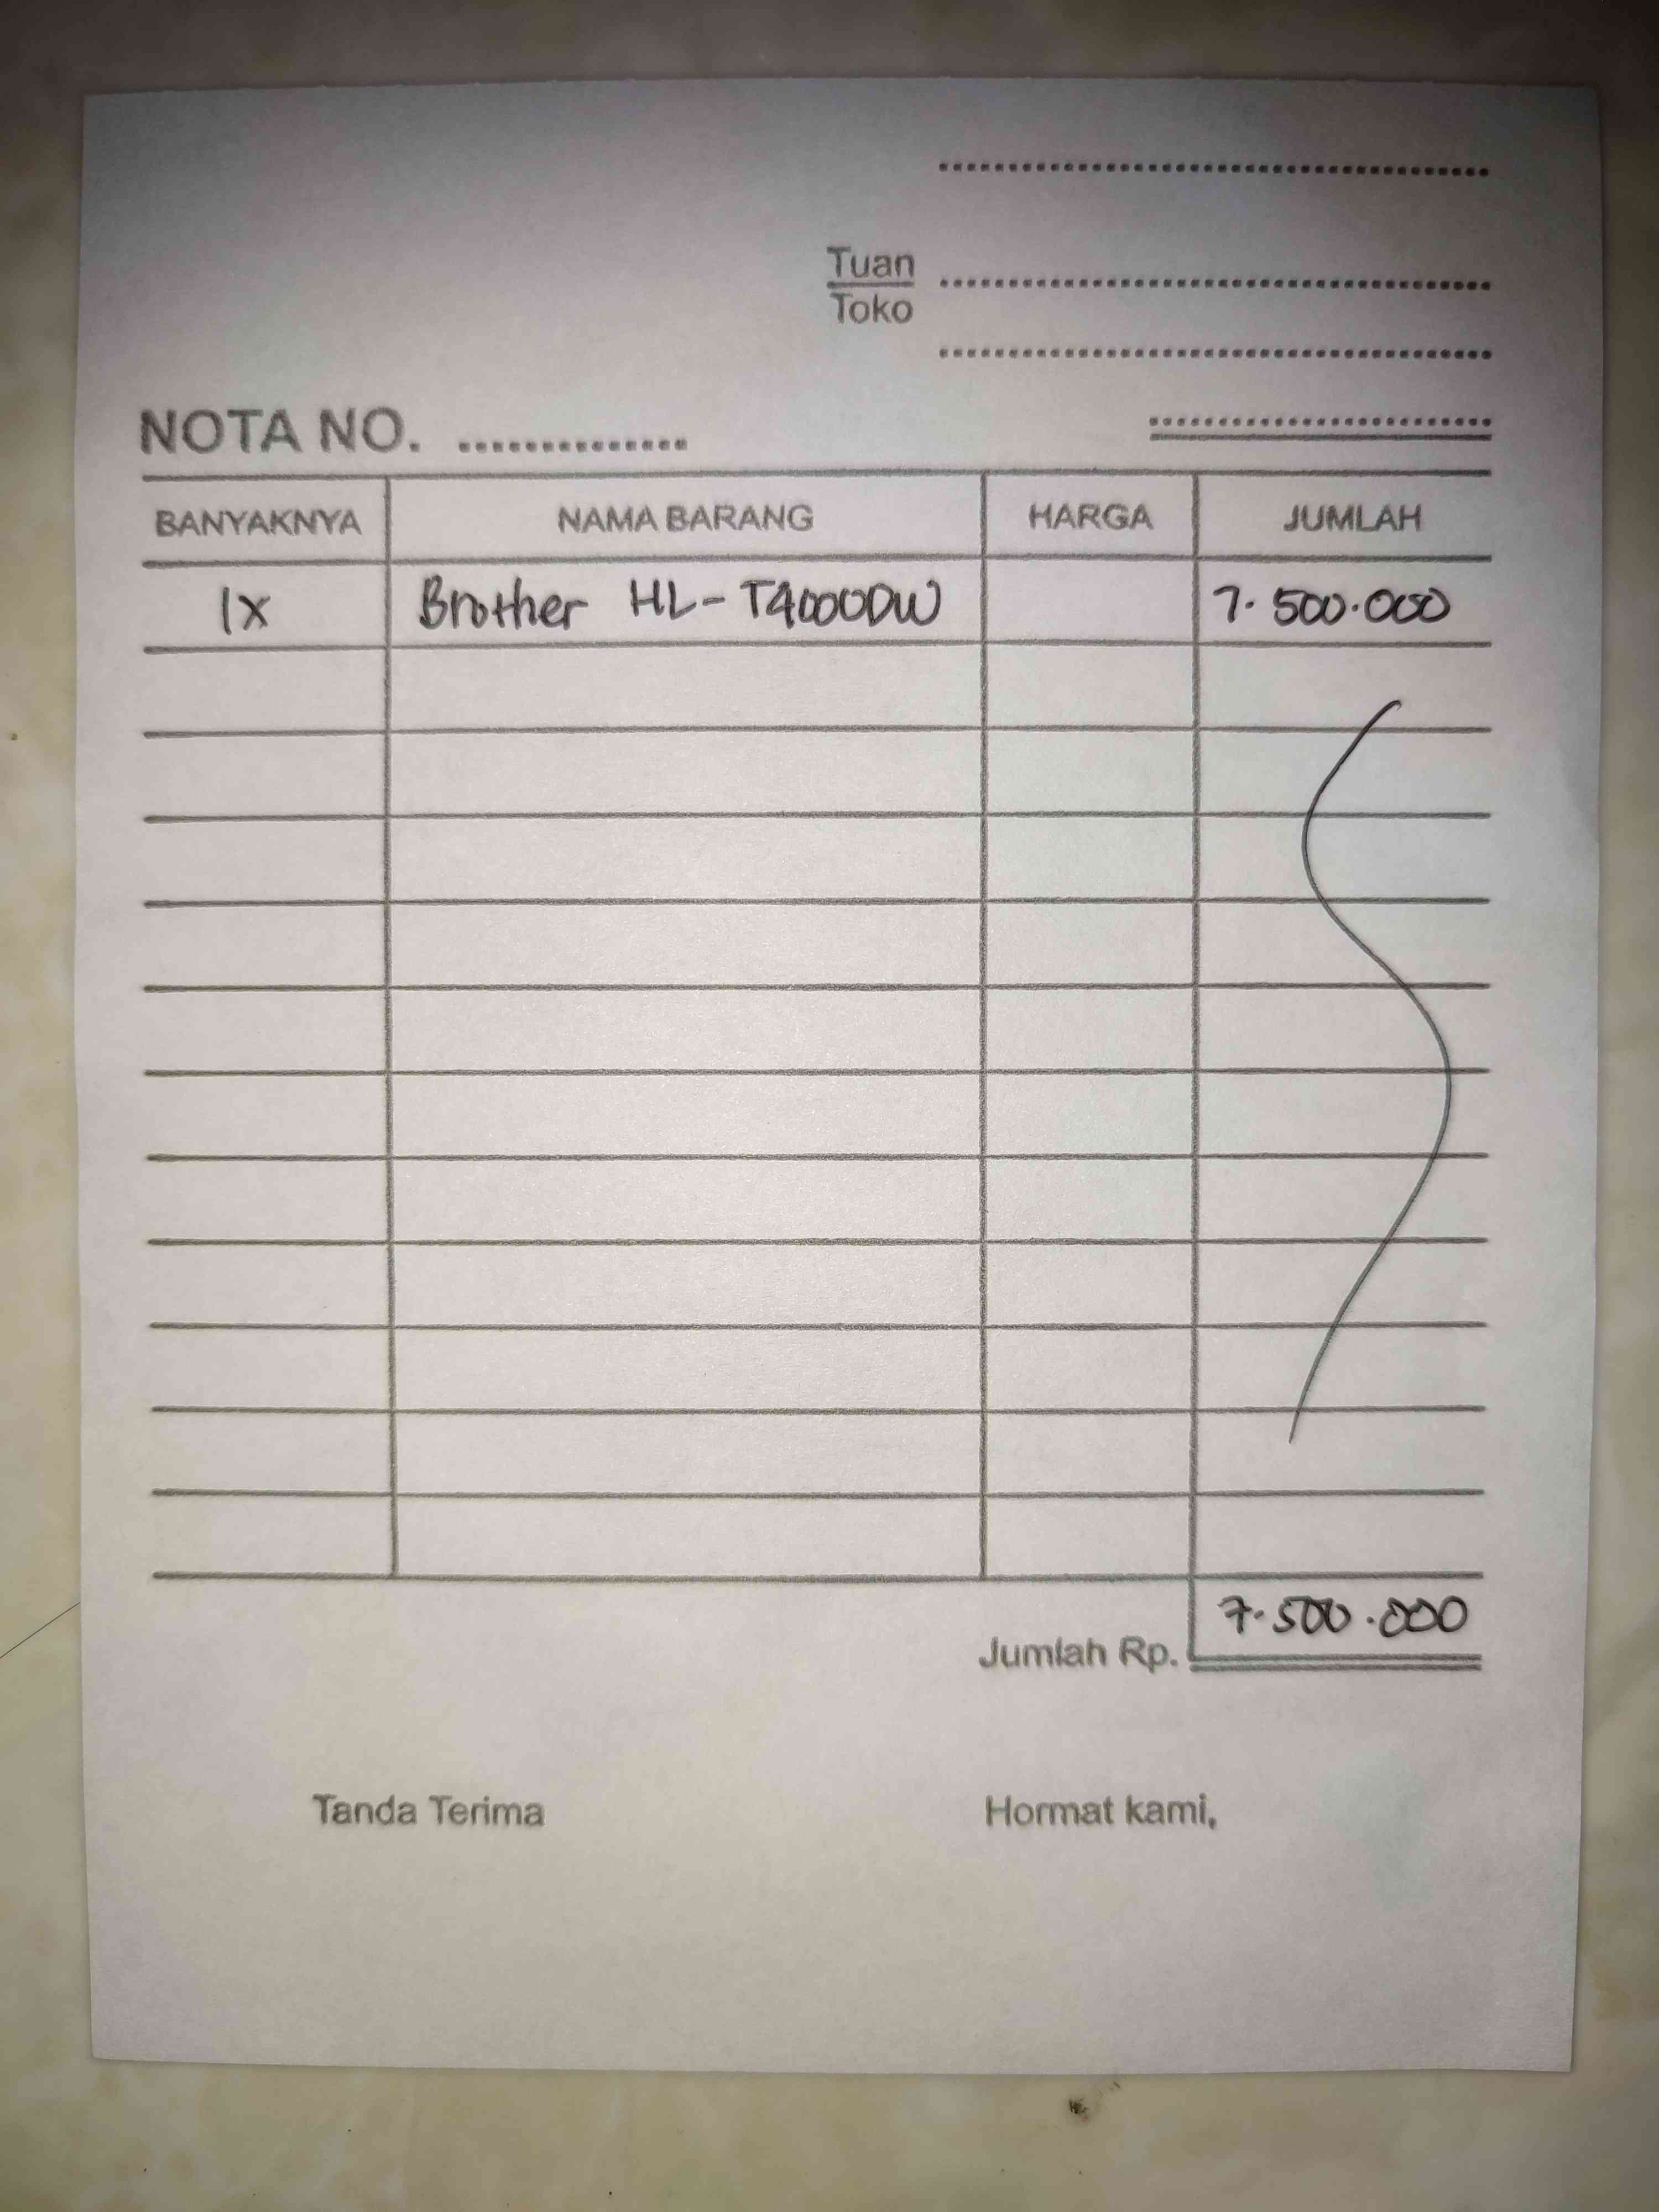 Tuan
Toko
NOTA NO. ..............
BANYAKNYA NAMA BARANG HARGA JUMLAH
1x Brother HL-T4000DW 7.500.000
7.500.000
Jumlah Rp.
Tanda Terima Hormat kami,